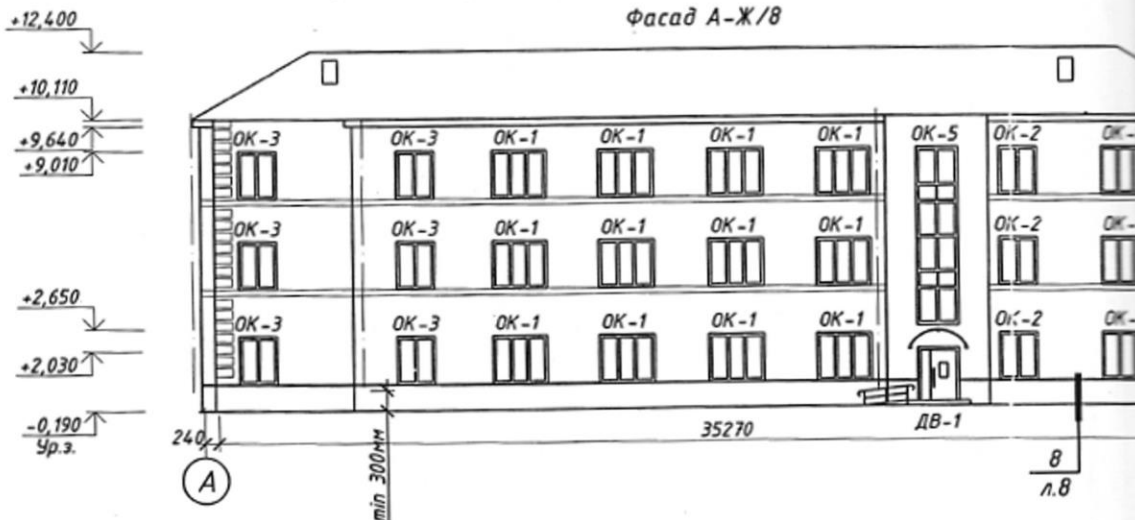 Фасад А-Ж/8
+12,400
+10,110
+9,640
+9,010
ОК-3 ОК-3 ОК-1 ОК-1 ОК-1 ОК-1 ОК-5 ОК-2
ОК-3 ОК-3 ОК-1 ОК-1 ОК-1 ОК-1 ОК-2
+2,650
ОК-3 ОК-3 ОК-1 ОК-1 ОК-1 ОК-1 ОК-2
+2,030
-0,190
Ур.з.
240
35270
ДВ-1
min 300мм
А
8
л.8